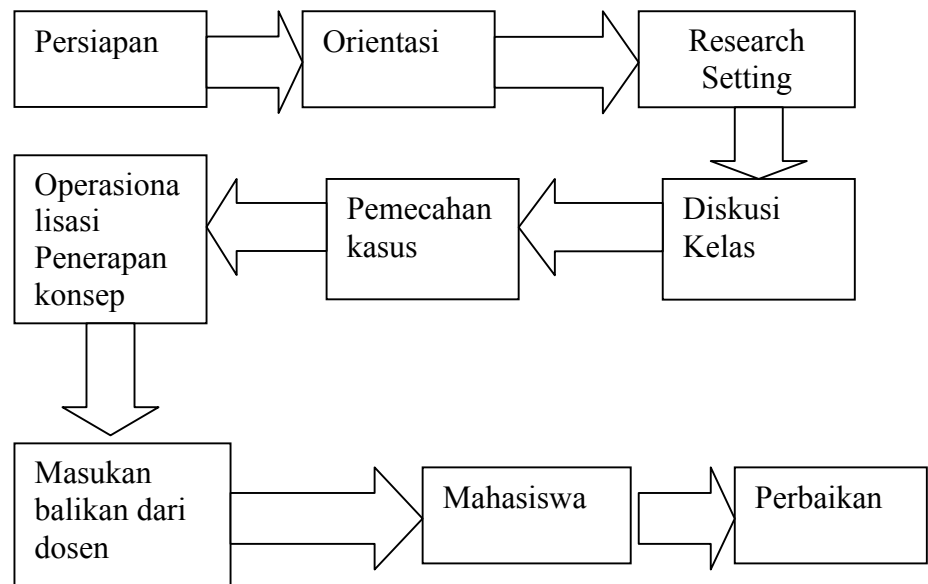 Persiapan
Orientasi
Research
Setting
Diskusi
Kelas
Pemecahan
kasus
Operasiona
lisasi
Penerapan
konsep
Masukan
balikan dari
dosen
Mahasiswa
Perbaikan